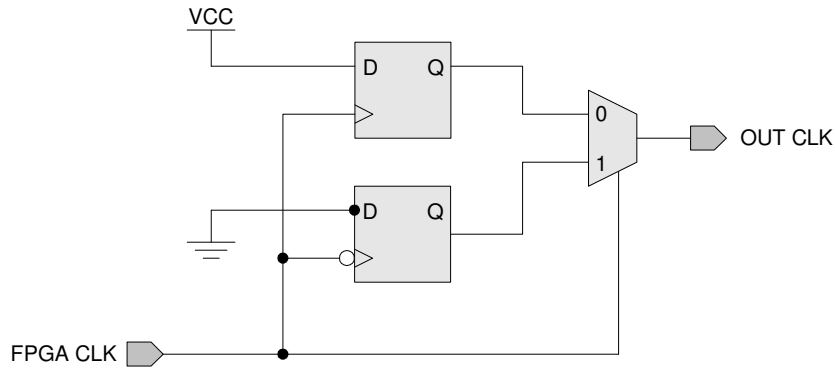 VCC
D Q
0
OUT CLK
1
D Q
FPGA CLK